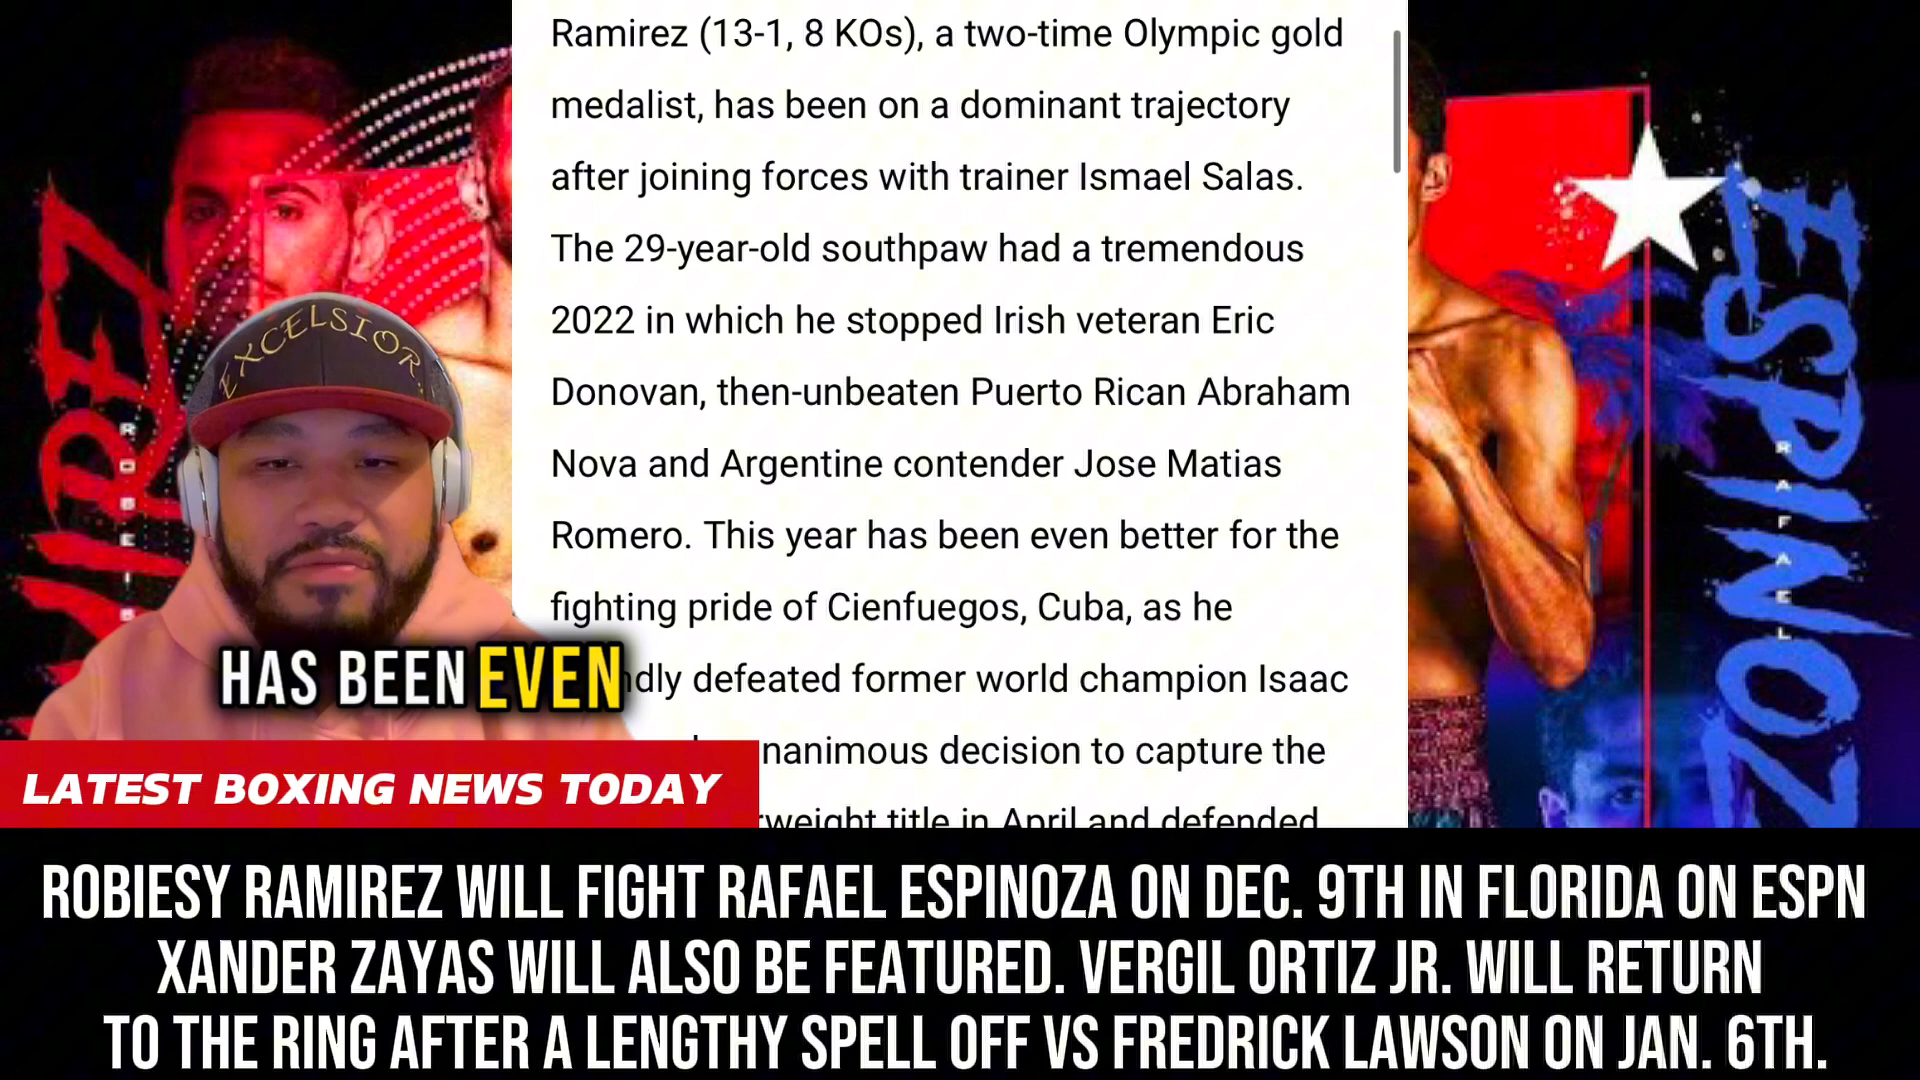 Ramirez (13-1, 8 KOs), a two-time Olympic gold
medalist, has been on a dominant trajectory
after joining forces with trainer Ismael Salas.
The 29-year-old southpaw had a tremendous
2022 in which he stopped Irish veteran Eric
Donovan, then-unbeaten Puerto Rican Abraham
Nova and Argentine contender Jose Matias
Romero. This year has been even better for the
fighting pride of Cienfuegos, Cuba, as he
defeated former world champion Isaac
decision to capture the
title in April and defended
EXCELSIOR
RAFAEL
ESPINOZ
HAS BEEN EVEN
LATEST BOXING NEWS TODAY
ROBIESY RAMIREZ WILL FIGHT RAFAEL ESPINOZA ON DEC. 9TH IN FLORIDA ON ESPN
XANDER ZAYAS WILL ALSO BE FEATURED. VERGIL ORTIZ JR. WILL RETURN
TO THE RING AFTER A LENGTHY SPELL OFF VS FREDRICK LAWSON ON JAN. 6TH.